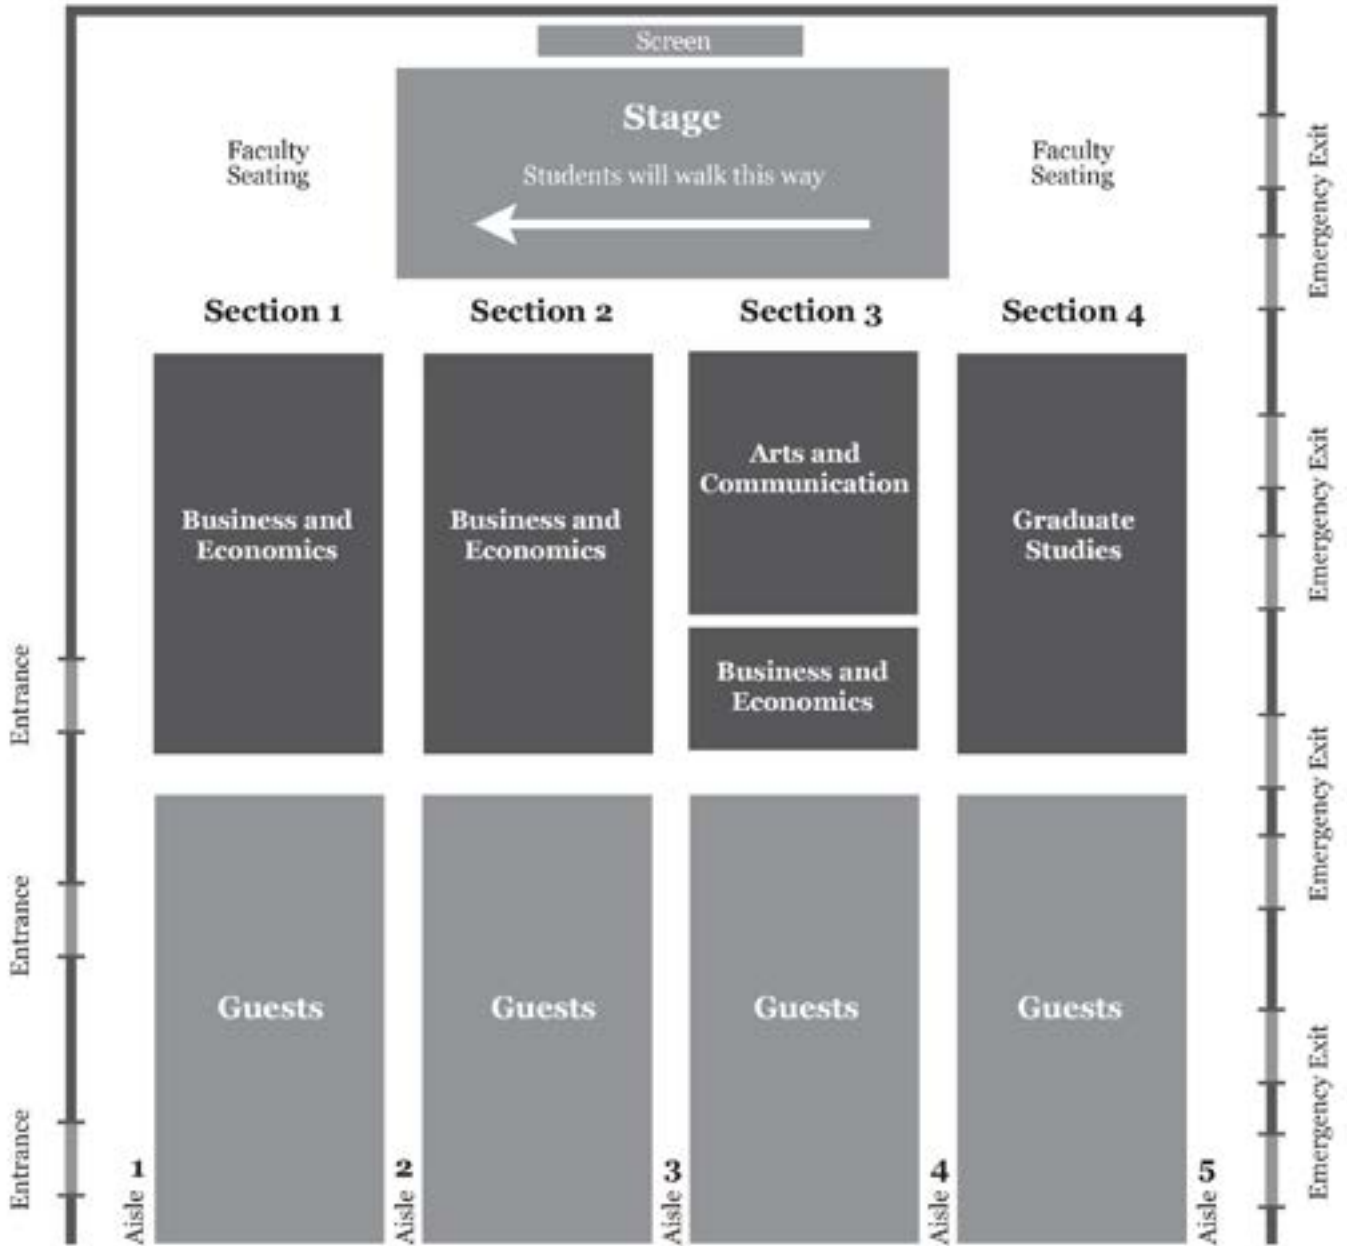 Screen
Stage
Students will walk this way
Faculty
Seating
Faculty
Seating
Emergency Exit
Section 1
Section 2
Section 3
Section 4
Business and
Economics
Business and
Economics
Arts and
Communication
Business and
Economics
Graduate
Studies
Emergency Exit
Entrance
Emergency Exit
Entrance
Guests
Guests
Guests
Guests
Entrance
Emergency Exit
Aisle 1
Aisle 2
Aisle 3
Aisle 4
Aisle 5